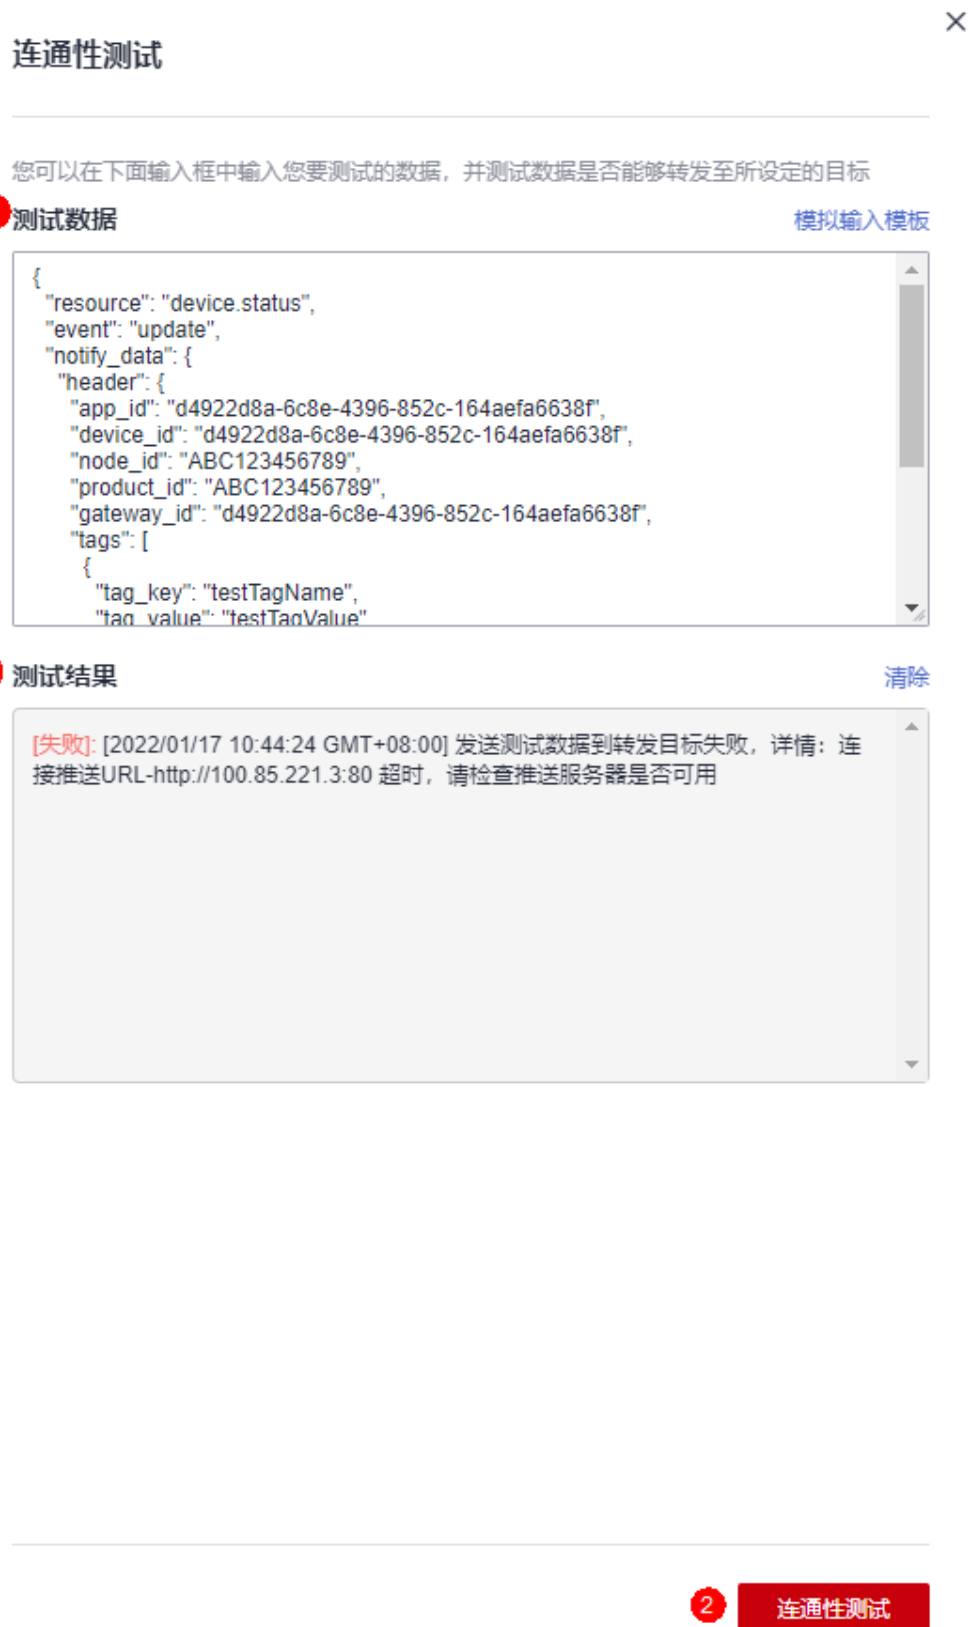 连通性测试
您可以在下面输入框中输入您要测试的数据，并测试数据是否能够转发至所设定的目标
测试数据
模拟输入模板
{
"resource": "device.status",
"event": "update",
"notify_data": {
"header": {
"app_id": "d4922d8a-6c8e-4396-852c-164aefa6638f",
"device_id": "d4922d8a-6c8e-4396-852c-164aefa6638f",
"node_id": "ABC123456789",
"product_id": "ABC123456789",
"gateway_id": "d4922d8a-6c8e-4396-852c-164aefa6638f",
"tags": [
{
"tag_key": "testTagName",
"tag_value": "testTagValue"
测试结果
清除
[失败]: [2022/01/17 10:44:24 GMT+08:00] 发送测试数据到转发目标失败，详情：连
接推送URL-http://100.85.221.3:80 超时，请检查推送服务器是否可用
2
连通性测试